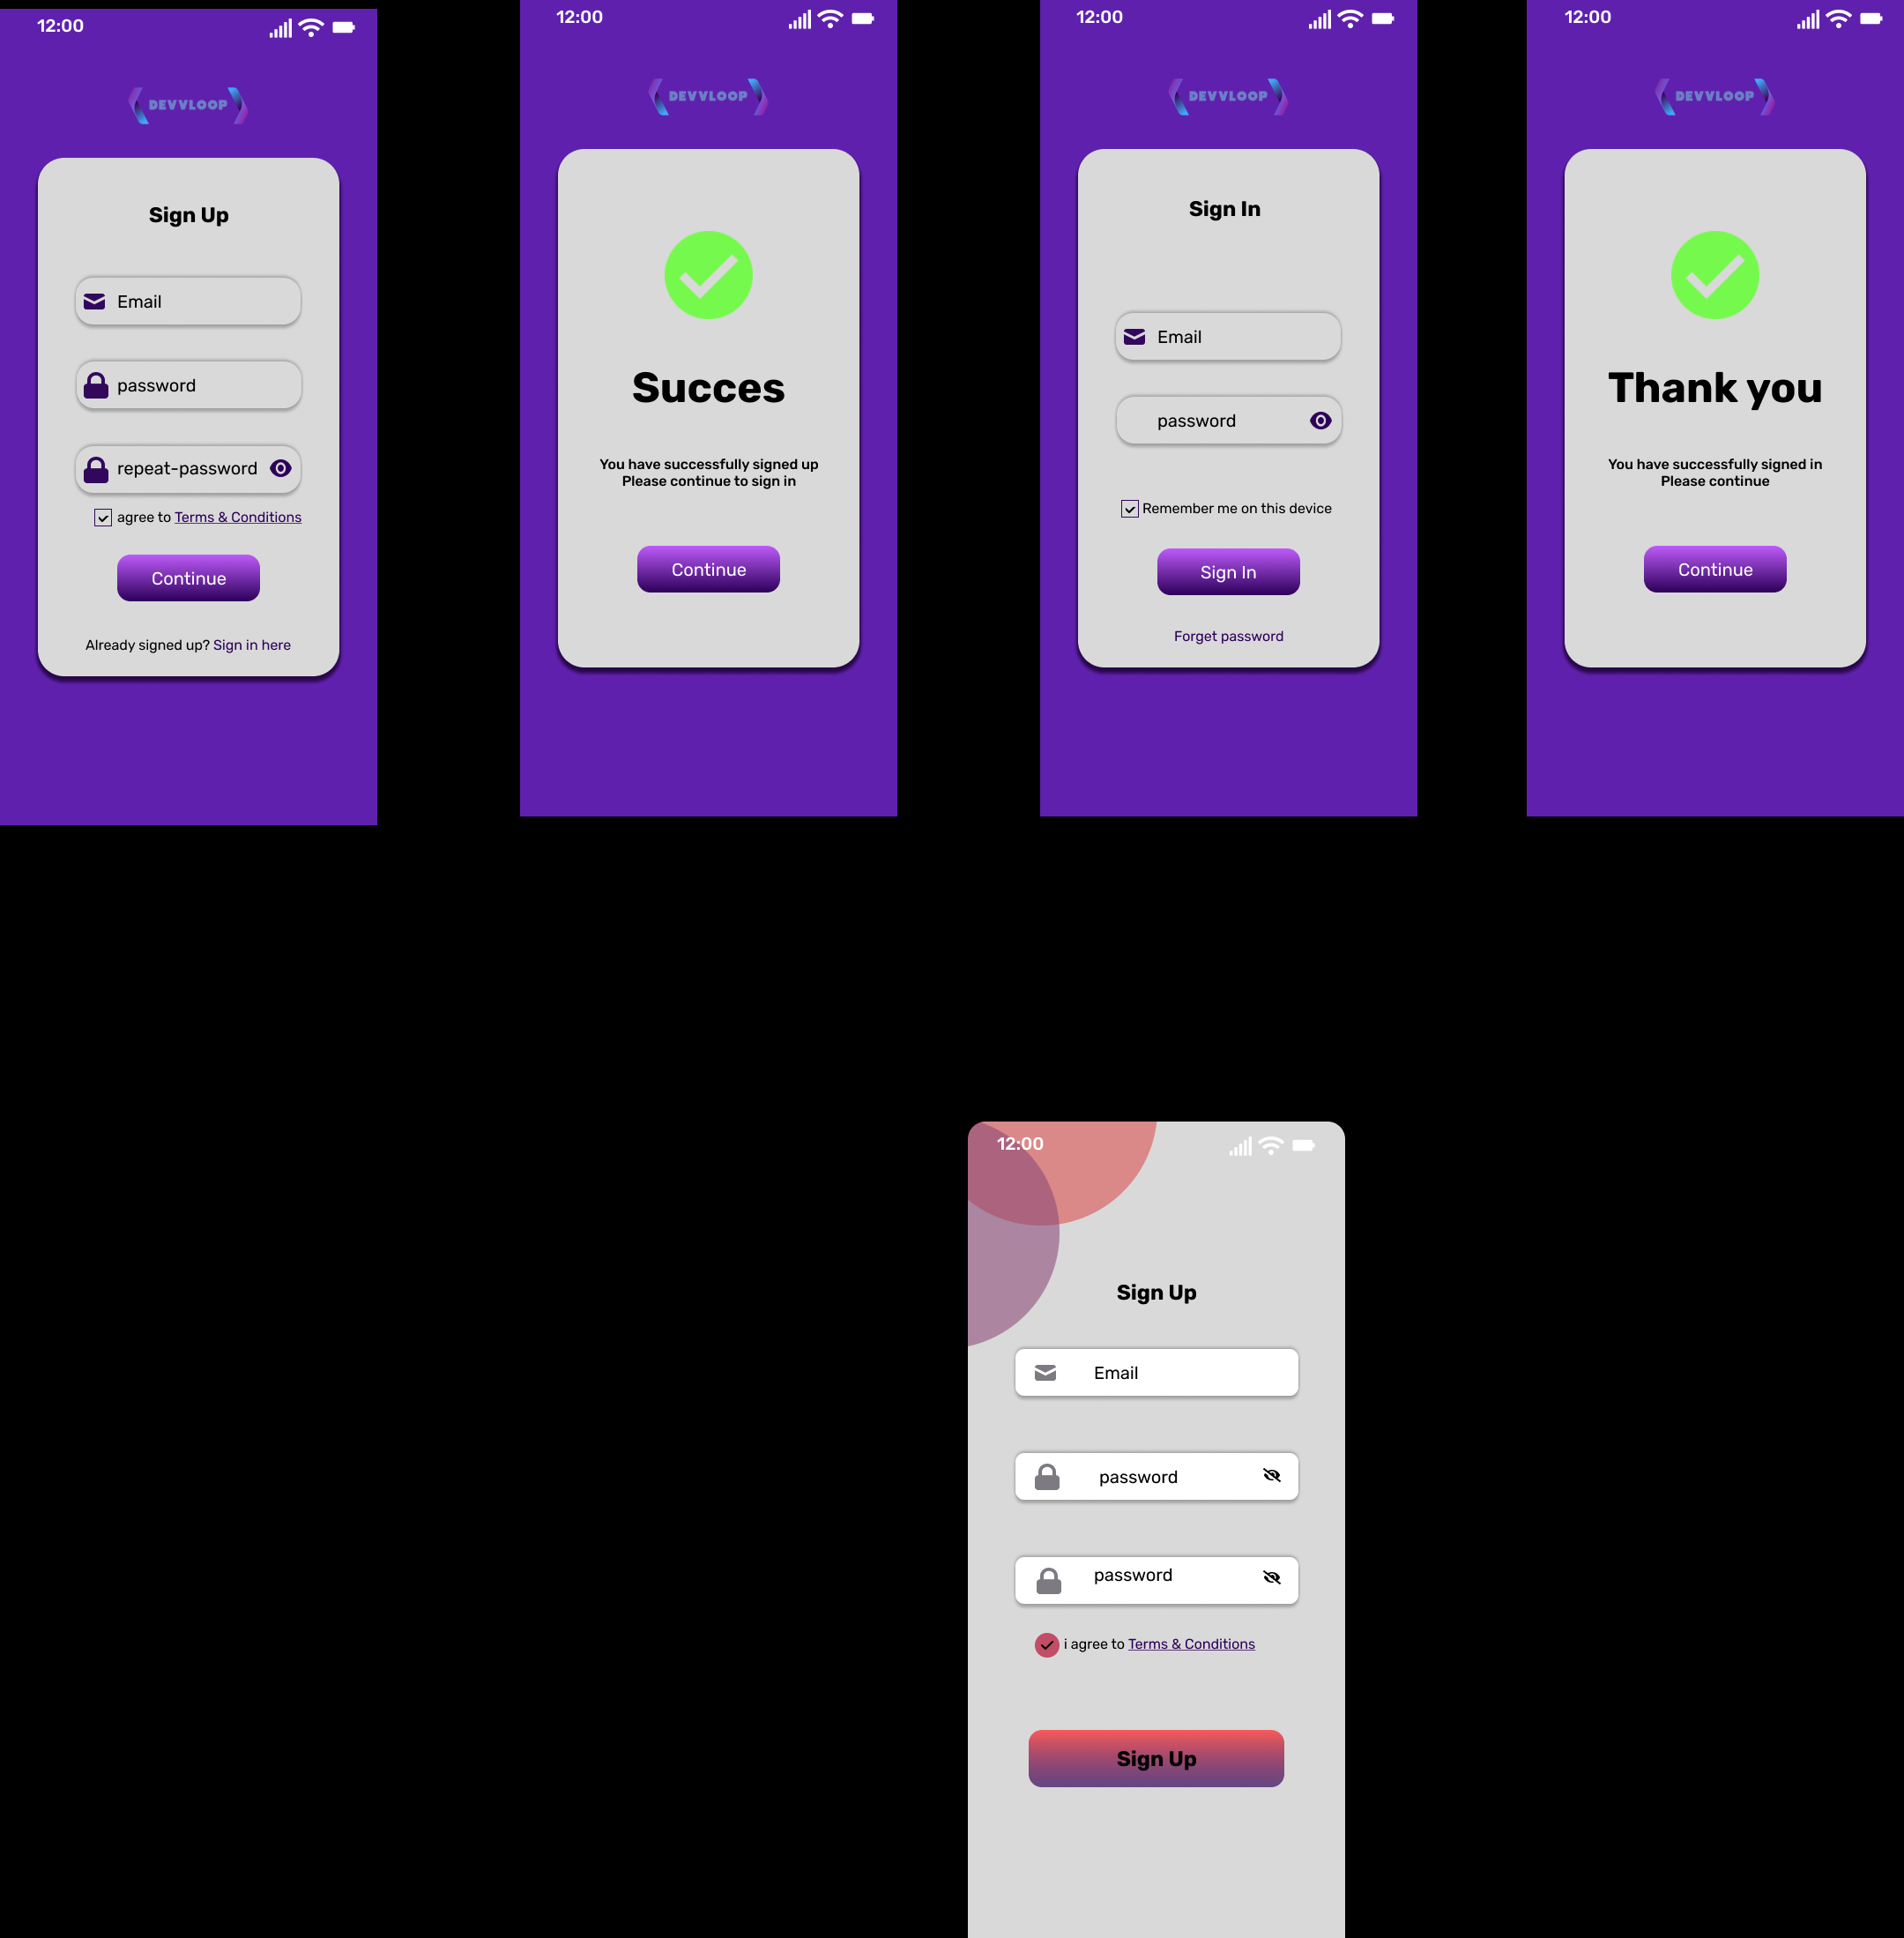 12:00
DEVVLOOP
Sign Up
Email
password
repeat-password
agree to Terms & Conditions
Continue
Already signed up? Sign in here
12:00
DEVVLOOP
Succes
You have successfully signed up
Please continue to sign in
Continue
12:00
DEVVLOOP
Sign In
Email
password
Remember me on this device
Sign In
Forget password
12:00
DEVVLOOP
Thank you
You have successfully signed in
Please continue
Continue
12:00
Sign Up
Email
password
password
i agree to Terms & Conditions
Sign Up